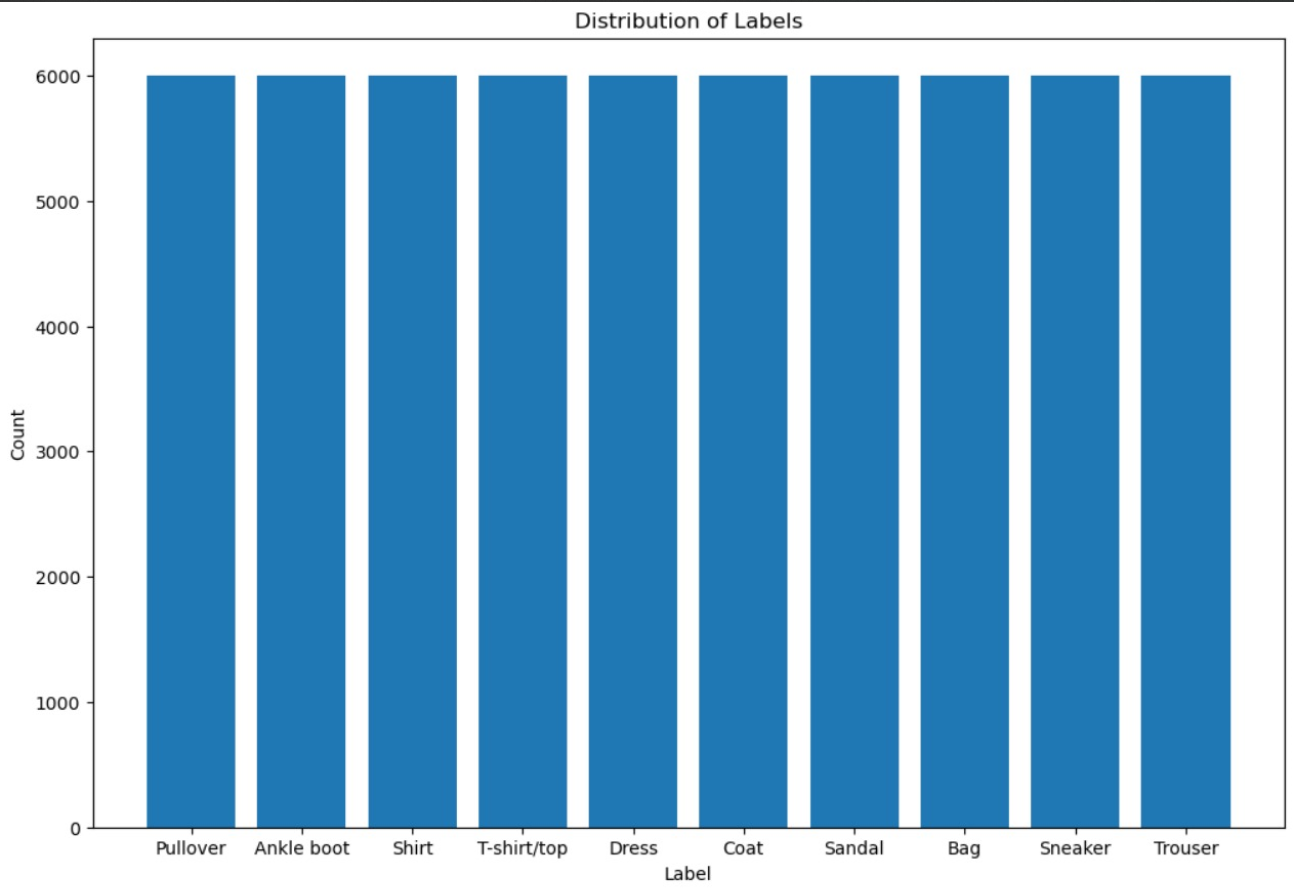 Distribution of Labels
6000
5000
4000
3000
2000
1000
0
Count
Pullover Ankle boot Shirt T-shirt/top Dress Coat Sandal Bag Sneaker Trouser
Label